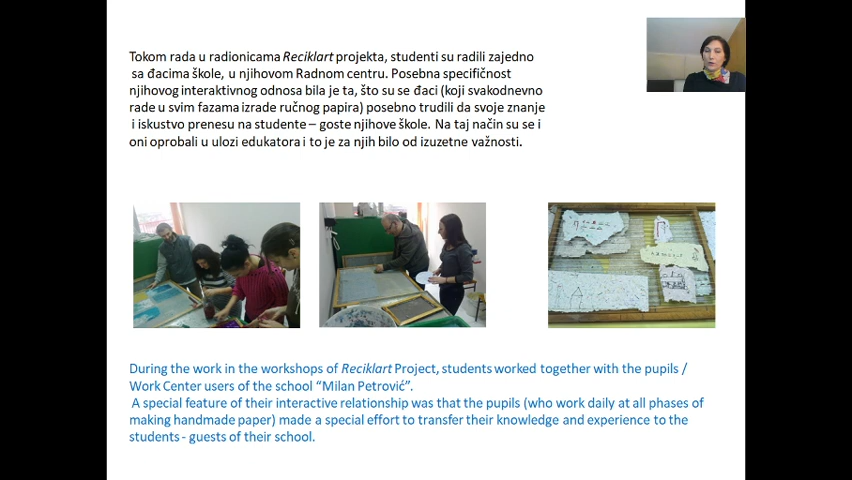 Tokom rada u radionicama Reciklart projekta, studenti su radili zajedno
sa đacima škole, u njihovom Radnom centru. Posebna specifičnost
njihovog interaktivnog odnosa bila je ta, što su se đaci (koji svakodnevno
rade u svim fazama izrade ručnog papira) posebno trudili da svoje znanje
i iskustvo prenesu na studente – goste njihove škole. Na taj način su se i
oni oprobali u ulozi edukatora i to je za njih bilo od izuzetne važnosti.
During the work in the workshops of Reciklart Project, students worked together with the pupils /
Work Center users of the school “Milan Petrović”.
A special feature of their interactive relationship was that the pupils (who work daily at all phases of
making handmade paper) made a special effort to transfer their knowledge and experience to the
students - guests of their school.